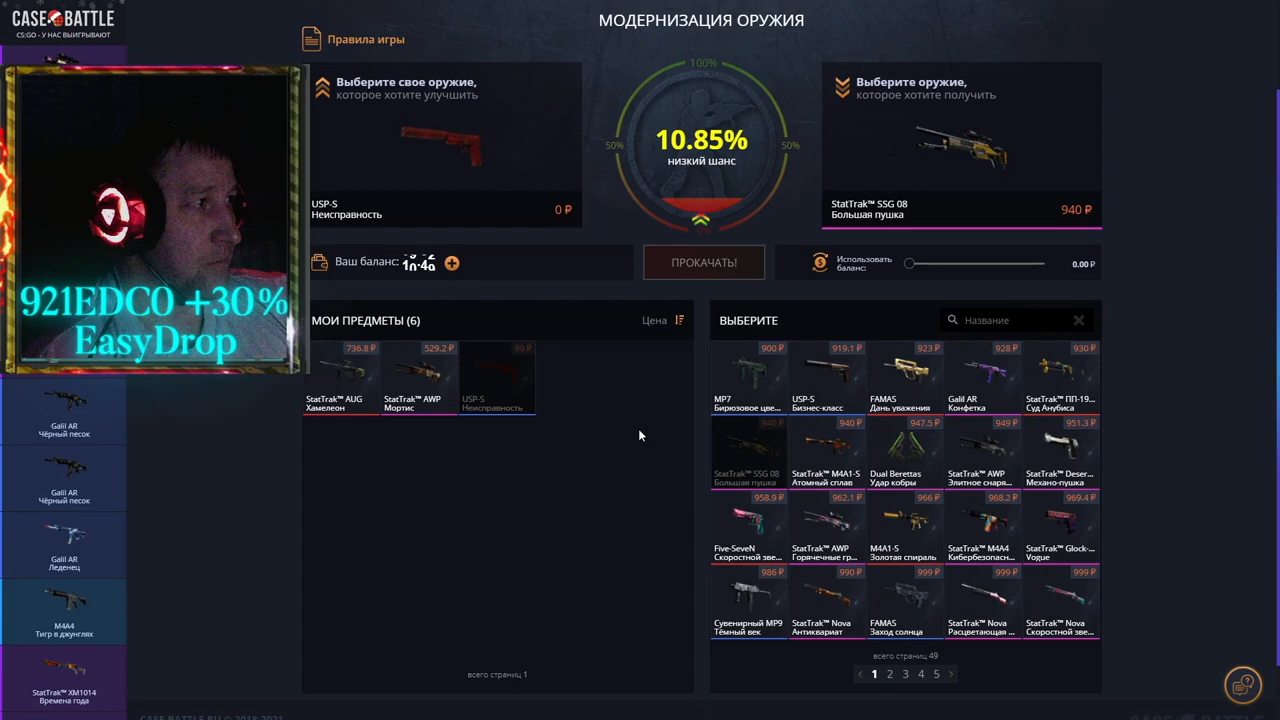 CASE BATTLE
CS:GO - У НАС ВЫИГРЫВАЮТ
МОДЕРНИЗАЦИЯ ОРУЖИЯ
Правила игры
Выберите свое оружие,
которое хотите улучшить
USP-S
Неисправность
0 ₽
100%
50%
50%
10.85%
низкий шанс
Выберите оружие,
которое хотите получить
StatTrak™ SSG 08
Большая пушка
940 ₽
Ваш баланс:
ПРОКАЧАТЬ!
Использовать
баланс:
0.00 ₽
921EDC0 +30%
EasyDrop
МОИ ПРЕДМЕТЫ (6)
Цена
736.8 ₽
StatTrak™ AUG
Хамелеон
529.2 ₽
StatTrak™ AWP
Мортис
99 ₽
USP-S
Неисправность
всего страниц 1
ВЫБЕРИТЕ
Название
900 ₽
MP7
Бирюзовое цве...
919.1 ₽
USP-S
Бизнес-класс
923 ₽
FAMAS
Дань уважения
928 ₽
Galil AR
Конфетка
930 ₽
StatTrak™ ПП-19...
Суд Анубиса
940 ₽
StatTrak™ SSG 08
Большая пушка
940 ₽
StatTrak™ M4A1-S
Атомный сплав
947.5 ₽
Dual Berettas
Удар кобры
949 ₽
StatTrak™ AWP
Элитное снаря...
951.3 ₽
StatTrak™ Deser...
Механо-пушка
958.9 ₽
Five-SeveN
Скоростной зве...
962.1 ₽
StatTrak™ AWP
Горячечные гр...
966 ₽
M4A1-S
Золотая спираль
968.2 ₽
StatTrak™ M4A4
Кибербезопасн...
969.4 ₽
StatTrak™ Glock-...
Vogue
986 ₽
Сувенирный MP9
Тёмный век
990 ₽
StatTrak™ Nova
Антиквариат
999 ₽
FAMAS
Заход солнца
999 ₽
StatTrak™ Nova
Расцветающая ...
999 ₽
StatTrak™ Nova
Скоростной зве...
всего страниц 49
1 2 3 4 5
Galil AR
Чёрный песок
Galil AR
Чёрный песок
Galil AR
Леденец
M4A4
Тигр в джунглях
StatTrak™ XM1014
Времена года